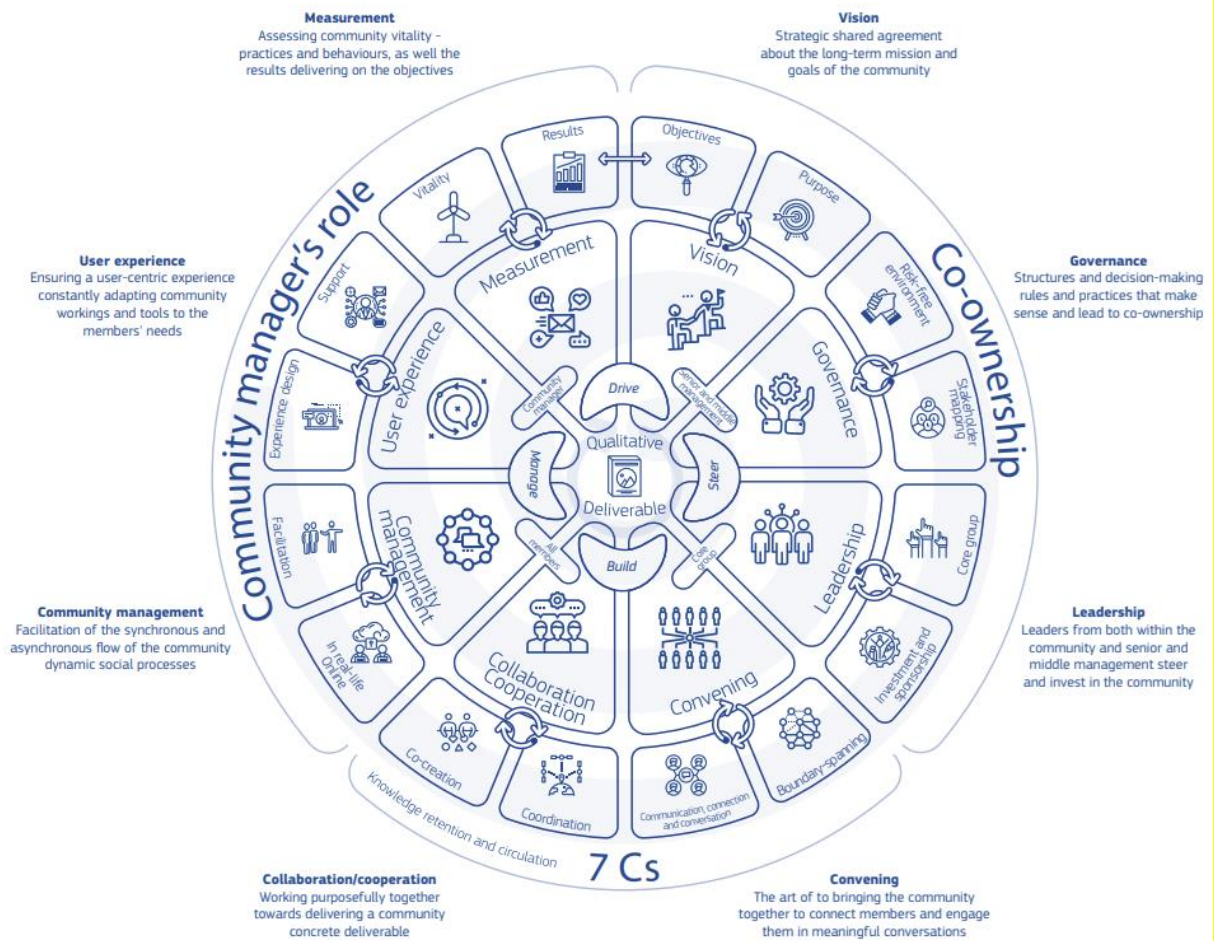 Measurement
Assessing community vitality –
practices and behaviours, as well the
results delivering on the objectives
Vision
Strategic shared agreement
about the long-term mission and
goals of the community
User experience
Ensuring a user-centric experience
constantly adapting community
workings and tools to the
members' needs
Governance
Structures and decision-making
rules and practices that make
sense and lead to co-ownership
Community management
Facilitation of the synchronous and
asynchronous flow of the community
dynamic social processes
Leadership
Leaders from both within the
community and senior and
middle management steer
and invest in the community
Collaboration/cooperation
Working purposefully together
towards delivering a community
concrete deliverable
Convening
The art of to bringing the community
together to connect members and engage
them in meaningful conversations
Community manager's role
Co-ownership
7 Cs
Knowledge retention and circulation
Results
Objectives
Purpose
Risk-free
environment
Stakeholder
mapping
Core group
Investment and
sponsorship
Boundary-spanning
Communication, connection
and conversation
Coordination
Co-creation
In real-life
Online
Facilitation
Experience design
Support
Vitality
Measurement
Vision
Governance
Leadership
Convening
Collaboration
Cooperation
Community
management
User experience
Community
manager
Senior and middle
management
Core
group
All
members
Drive
Steer
Build
Manage
Qualitative
Deliverable